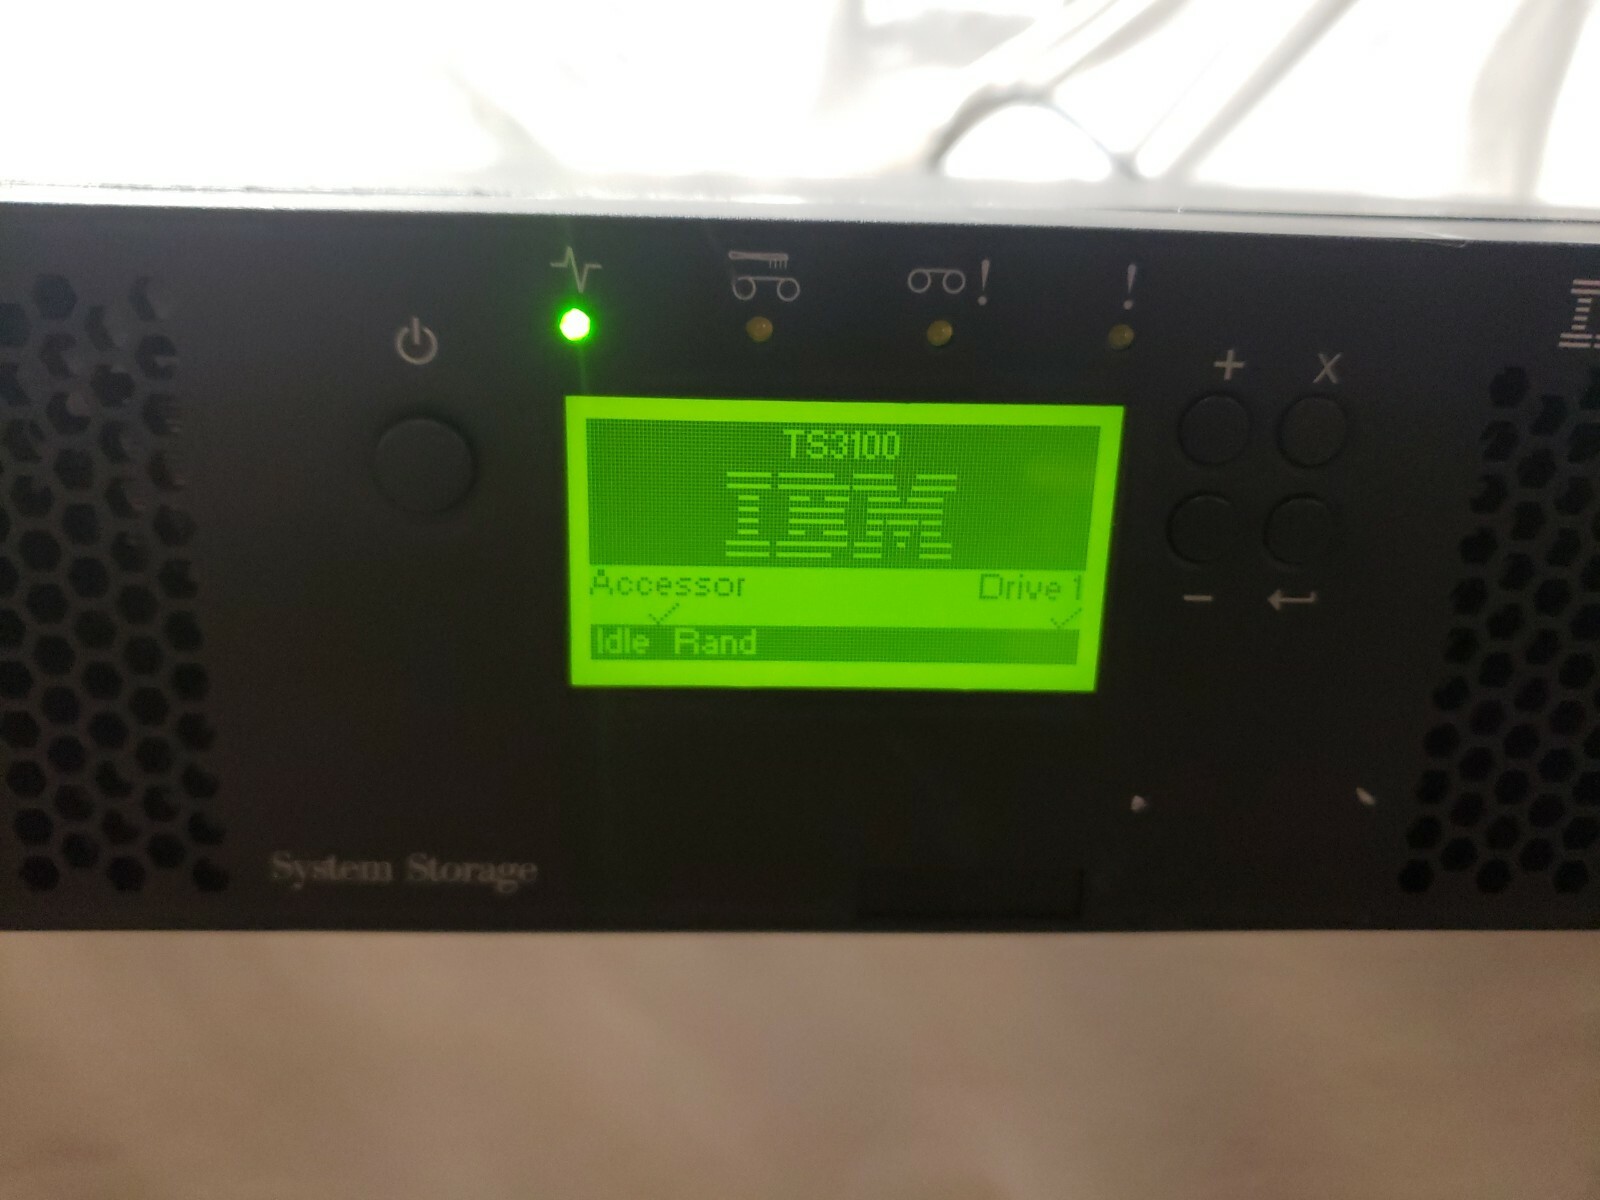 TS3100
IBM
Accessor Drive 1
Idle Rand
System Storage